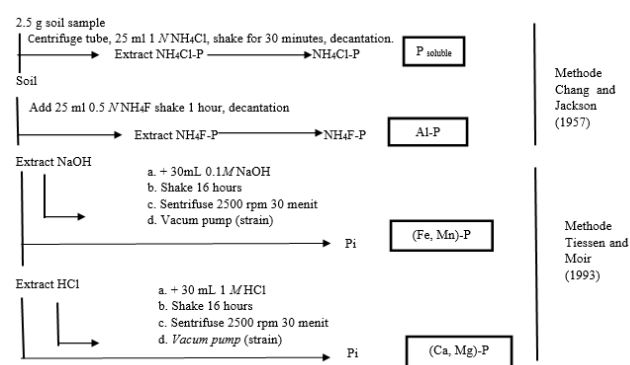 2.5 g soil sample
Centrifuge tube, 25 ml 1 N NH4Cl, shake for 30 minutes, decantation.
Extract NH4Cl-P NH4Cl-P
P soluble
Soil
Add 25 ml 0.5 N NH4F shake 1 hour, decantation
Extract NH4F-P NH4F-P
Al-P
Methode
Chang and
Jackson
(1957)
Extract NaOH
a. + 30mL 0.1M NaOH
b. Shake 16 hours
c. Sentrifuse 2500 rpm 30 menit
d. Vacum pump (strain)
Pi
(Fe, Mn)-P
Extract HCl
a. + 30 mL 1 M HCl
b. Shake 16 hours
c. Sentrifuse 2500 rpm 30 menit
d. Vacum pump (strain)
Pi
(Ca, Mg)-P
Methode
Tiessen and
Moir
(1993)